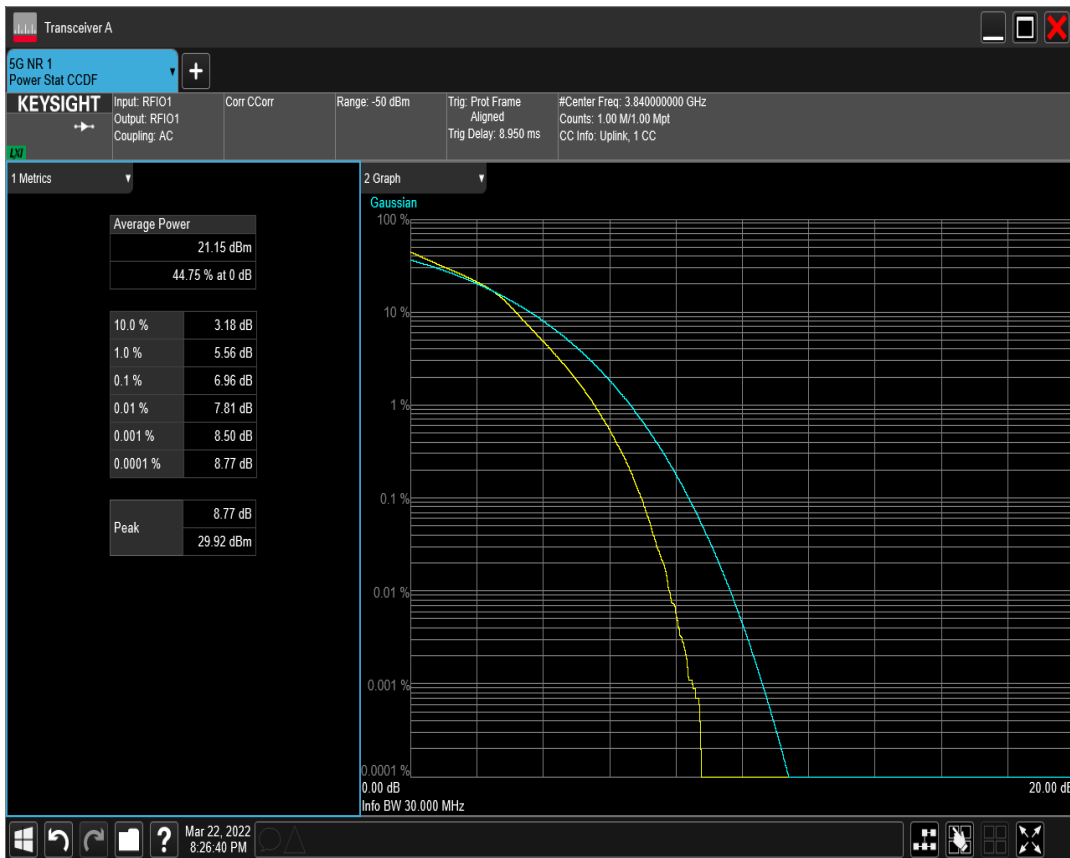 Transceiver A
5G NR 1
Power Stat CCDF
KEYSIGHT
LXI
Input: RFIO1
Output: RFIO1
Coupling: AC
Corr CCorr
Range: -50 dBm
Trig: Prot Frame
Aligned
Trig Delay: 8.950 ms
#Center Freq: 3.840000000 GHz
Counts: 1.00 M/1.00 Mpt
CC Info: Uplink, 1 CC
1 Metrics
Average Power
21.15 dBm
44.75 % at 0 dB
10.0 % 3.18 dB
1.0 % 5.56 dB
0.1 % 6.96 dB
0.01 % 7.81 dB
0.001 % 8.50 dB
0.0001 % 8.77 dB
Peak
8.77 dB
29.92 dBm
2 Graph
Gaussian
100 %
10 %
1 %
0.1 %
0.01 %
0.001 %
0.0001 %
0.00 dB 20.00 dB
Info BW 30.000 MHz
?
Mar 22, 2022
8:26:40 PM